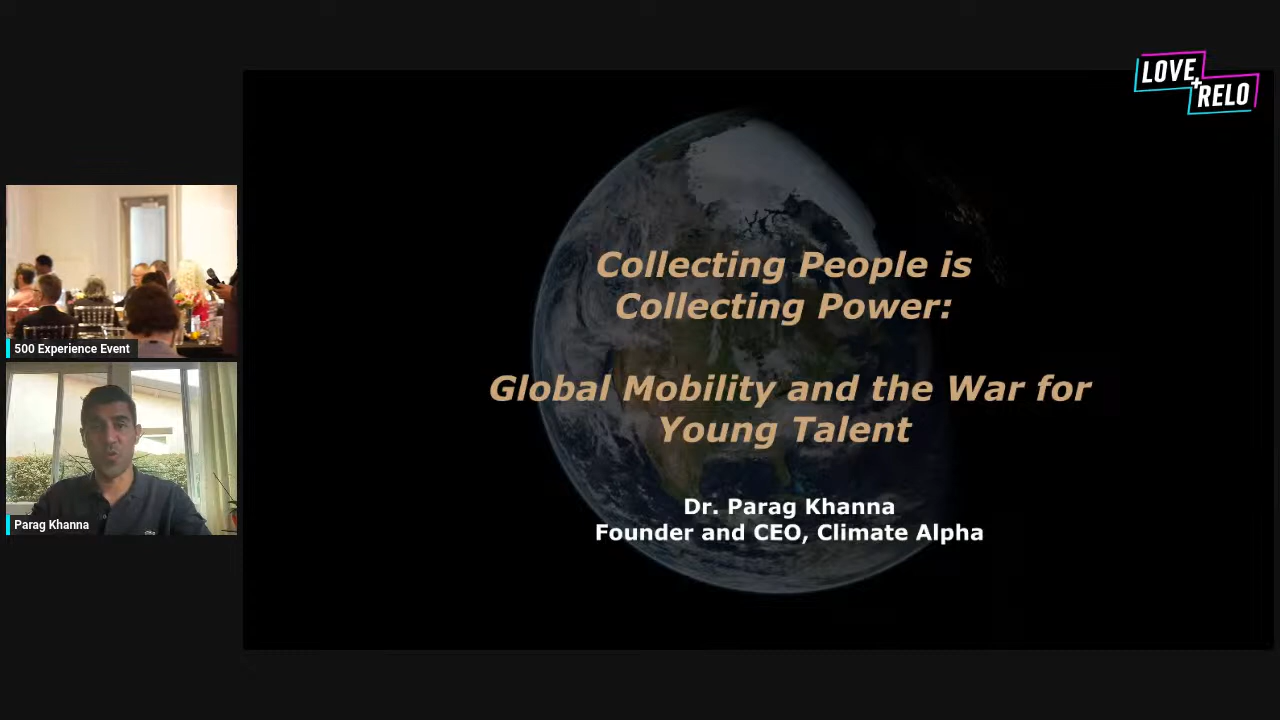 LOVE
+
RELO
500 Experience Event
Parag Khanna
Collecting People is
Collecting Power:
Global Mobility and the War for
Young Talent
Dr. Parag Khanna
Founder and CEO, Climate Alpha